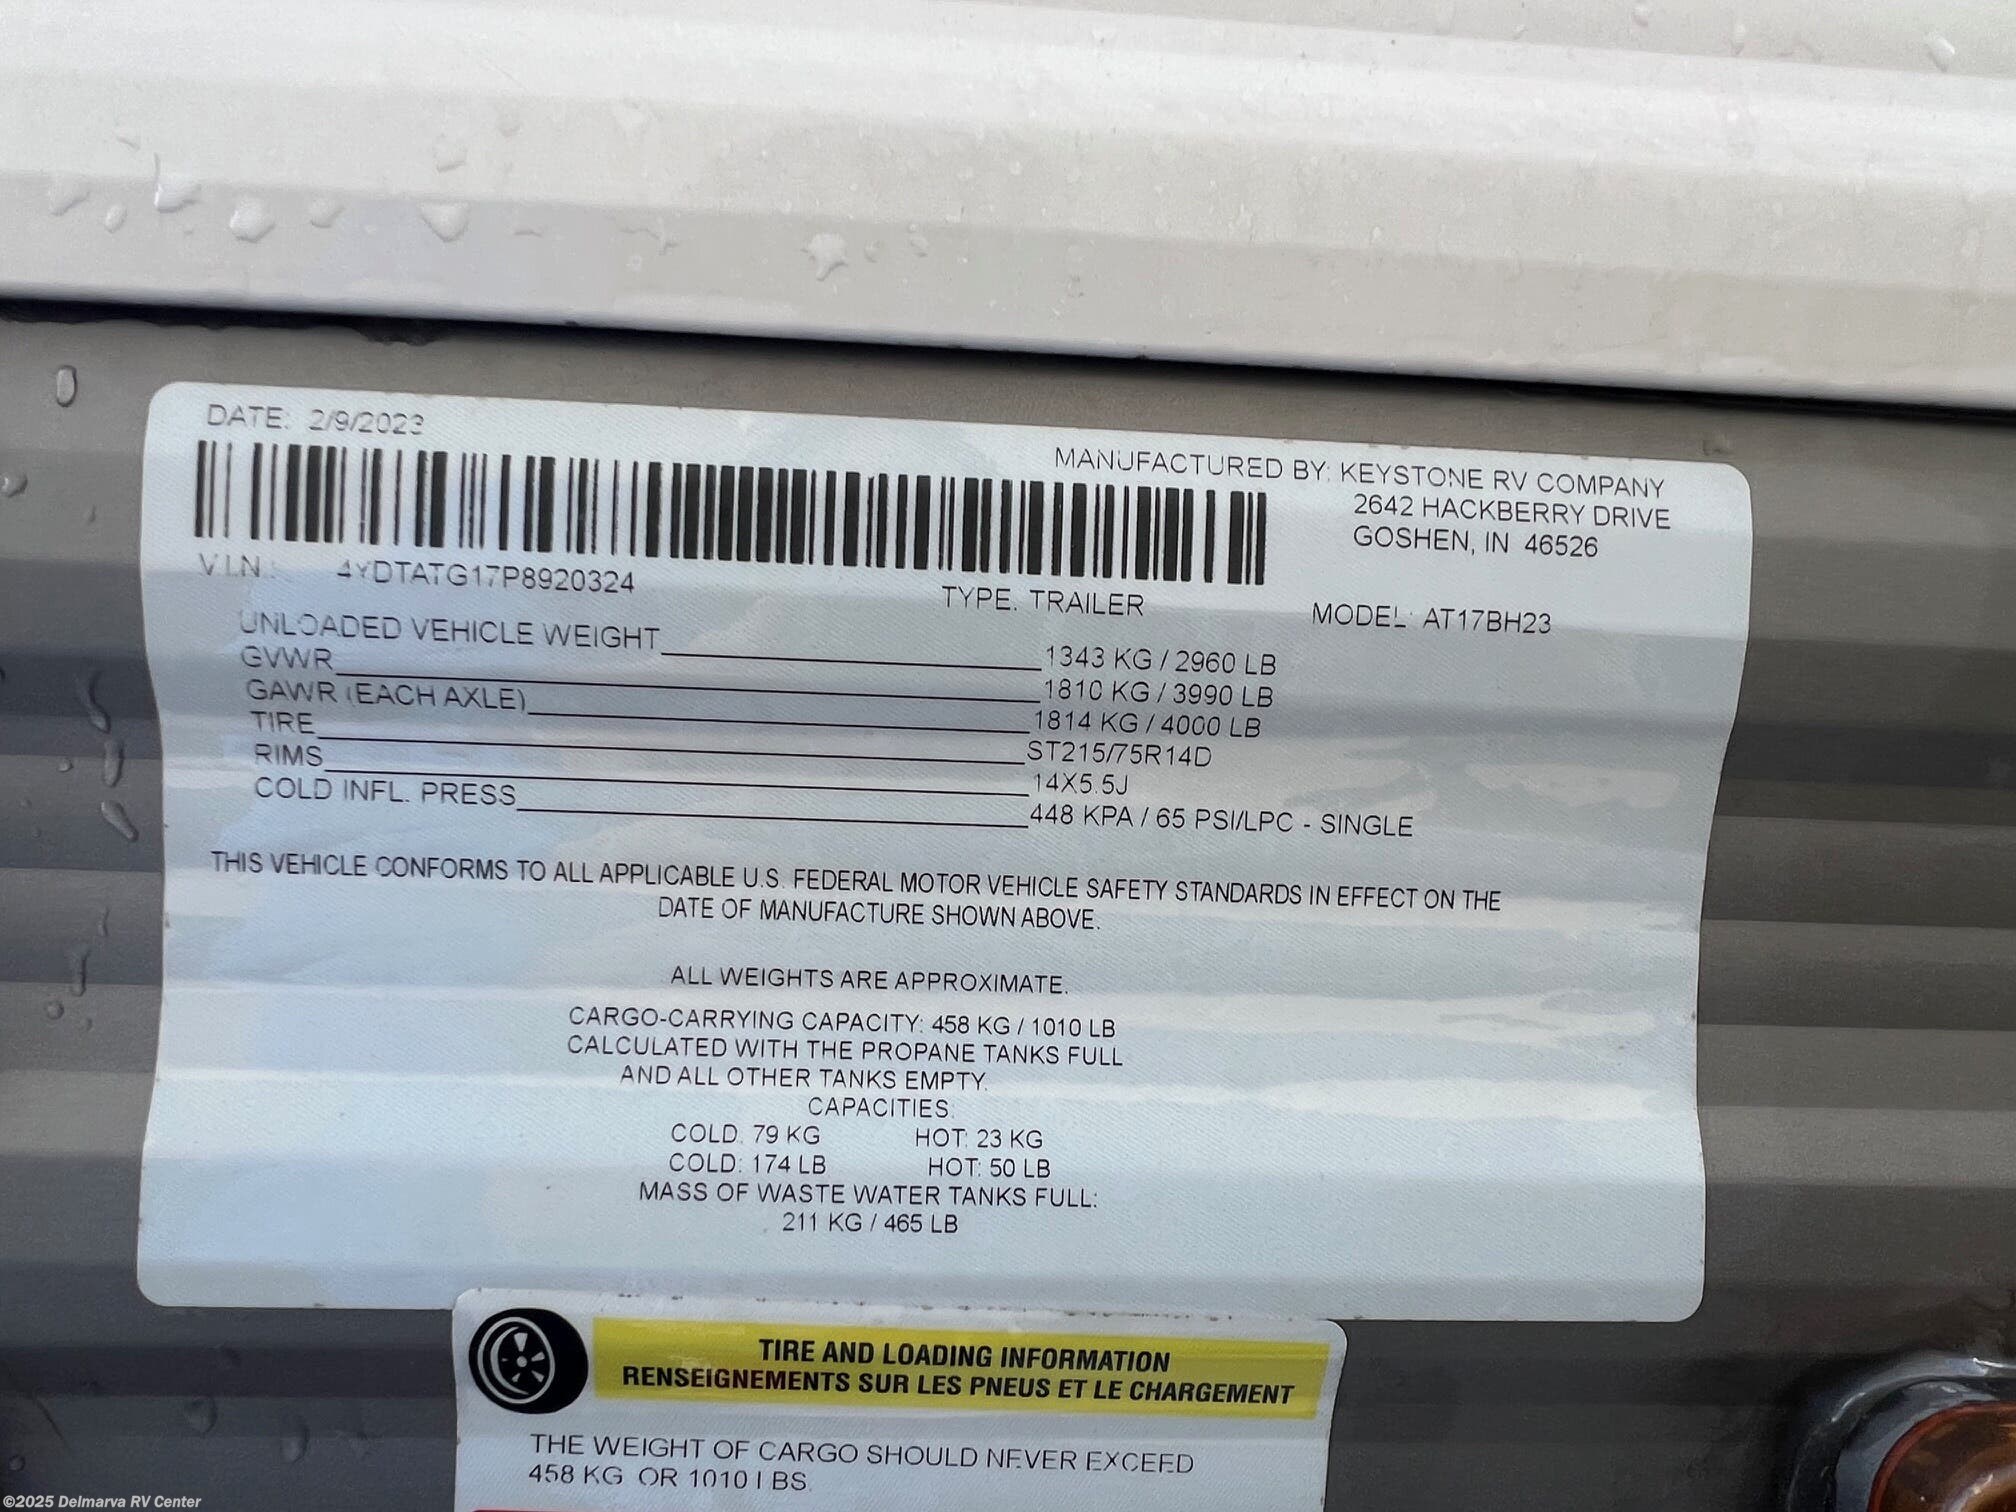 DATE: 2/9/2023
MANUFACTURED BY: KEYSTONE RV COMPANY
2642 HACKBERRY DRIVE
GOSHEN, IN 46526
V.I.N.: 4YDTATG17P8920324
TYPE: TRAILER
MODEL: AT17BH23
UNLOADED VEHICLE WEIGHT 1343 KG / 2960 LB
GVWR 1810 KG / 3990 LB
GAWR (EACH AXLE) 1814 KG / 4000 LB
TIRE ST215/75R14D
RIMS 14X5.5J
COLD INFL. PRESS 448 KPA / 65 PSI/LPC - SINGLE
THIS VEHICLE CONFORMS TO ALL APPLICABLE U.S. FEDERAL MOTOR VEHICLE SAFETY STANDARDS IN EFFECT ON THE
DATE OF MANUFACTURE SHOWN ABOVE.
ALL WEIGHTS ARE APPROXIMATE.
CARGO-CARRYING CAPACITY: 458 KG / 1010 LB
CALCULATED WITH THE PROPANE TANKS FULL
AND ALL OTHER TANKS EMPTY.
CAPACITIES:
COLD: 79 KG HOT: 23 KG
COLD: 174 LB HOT: 50 LB
MASS OF WASTE WATER TANKS FULL:
211 KG / 465 LB
TIRE AND LOADING INFORMATION
RENSEIGNEMENTS SUR LES PNEUS ET LE CHARGEMENT
THE WEIGHT OF CARGO SHOULD NEVER EXCEED
458 KG OR 1010 LBS.
©2025 Delmarva RV Center